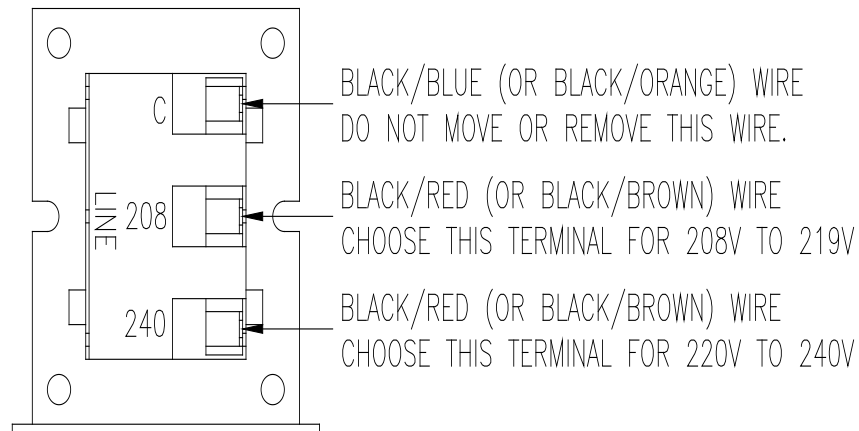 C
BLACK/BLUE (OR BLACK/ORANGE) WIRE
DO NOT MOVE OR REMOVE THIS WIRE.
LINE
208
BLACK/RED (OR BLACK/BROWN) WIRE
CHOOSE THIS TERMINAL FOR 208V TO 219V
240
BLACK/RED (OR BLACK/BROWN) WIRE
CHOOSE THIS TERMINAL FOR 220V TO 240V